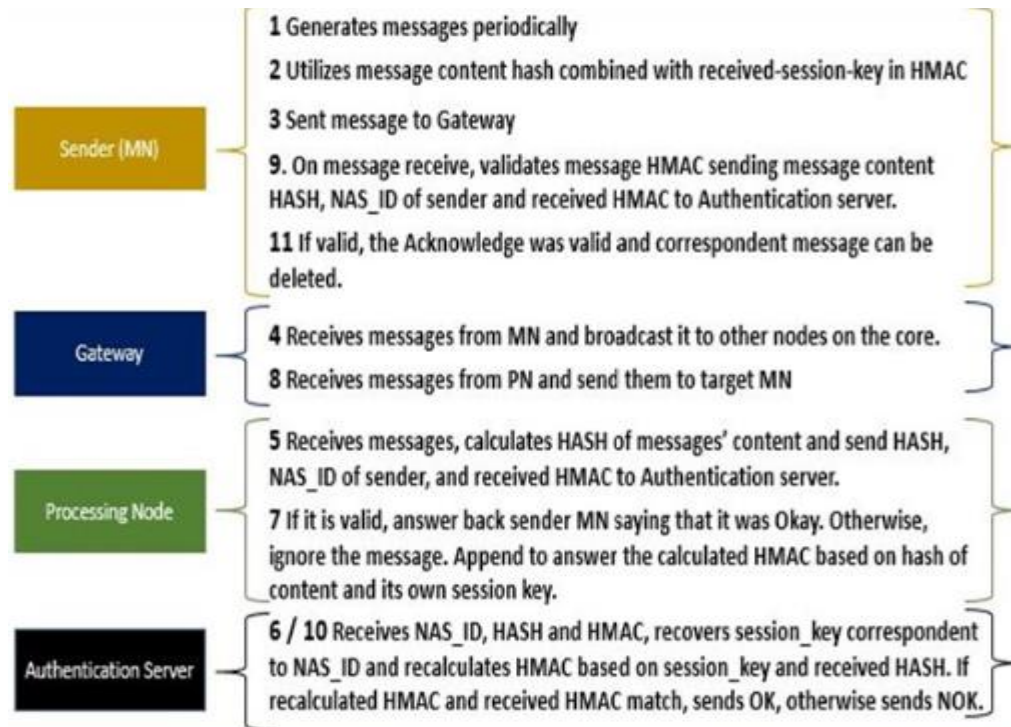 Sender (MN)
1 Generates messages periodically
2 Utilizes message content hash combined with received-session-key in HMAC
3 Sent message to Gateway
9. On message receive, validates message HMAC sending message content
HASH, NAS_ID of sender and received HMAC to Authentication server.
11 If valid, the Acknowledge was valid and correspondent message can be
deleted.
Gateway
4 Receives messages from MN and broadcast it to other nodes on the core.
8 Receives messages from PN and send them to target MN
Processing Node
5 Receives messages, calculates HASH of messages' content and send HASH,
NAS_ID of sender, and received HMAC to Authentication server.
7 If it is valid, answer back sender MN saying that it was Okay. Otherwise,
ignore the message. Append to answer the calculated HMAC based on hash of
content and its own session key.
Authentication Server
6 / 10 Receives NAS_ID, HASH and HMAC, recovers session_key correspondent
to NAS_ID and recalculates HMAC based on session_key and received HASH. If
recalculated HMAC and received HMAC match, sends OK, otherwise sends NOK.